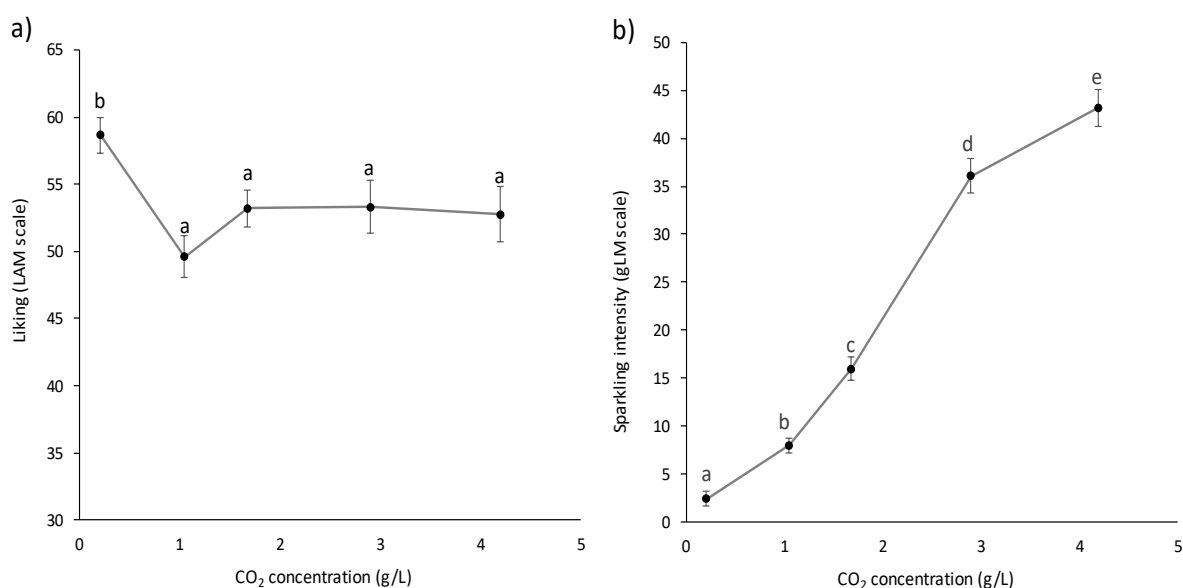 a)
65
60
55
50
45
40
35
30
0
1
2
3
4
5
b
a
a
a
a
Liking (LAM scale)
CO₂ concentration (g/L)
b)
50
45
40
35
30
25
20
15
10
5
0
0
1
2
3
4
5
a
b
c
d
e
Sparkling intensity (gLM scale)
CO₂ concentration (g/L)